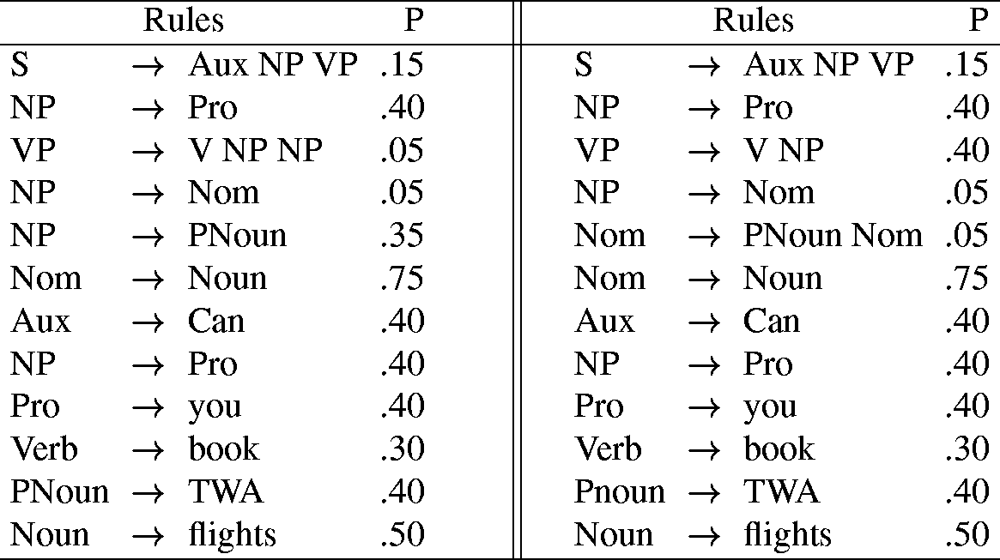 Rules P Rules P
S → Aux NP VP .15 S → Aux NP VP .15
NP → Pro .40 NP → Pro .40
VP → V NP NP .05 VP → V NP .40
NP → Nom .05 NP → Nom .05
NP → PNoun .35 Nom → PNoun Nom .05
Nom → Noun .75 Nom → Noun .75
Aux → Can .40 Aux → Can .40
NP → Pro .40 NP → Pro .40
Pro → you .40 Pro → you .40
Verb → book .30 Verb → book .30
PNoun → TWA .40 Pnoun → TWA .40
Noun → flights .50 Noun → flights .50